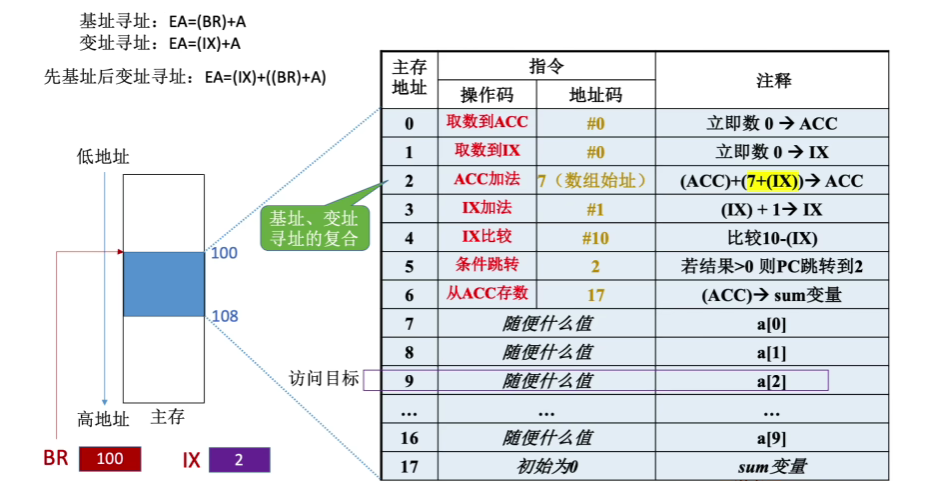 基址寻址：EA=(BR)+A
变址寻址：EA=(IX)+A
先基址后变址寻址：EA=(IX)+((BR)+A)
低地址
100
108
高地址 主存
BR 100 IX 2
基址、变址
寻址的复合
访问目标
主存地址 指令 注释
操作码 地址码
0 取数到ACC #0 立即数 0 → ACC
1 取数到IX #0 立即数 0 → IX
2 ACC加法 7（数组始址） (ACC)+(7+(IX))→ ACC
3 IX加法 #1 (IX) + 1→ IX
4 IX比较 #10 比较10-(IX)
5 条件跳转 2 若结果>0 则PC跳转到2
6 从ACC存数 17 (ACC)→ sum变量
7 随便什么值 a[0]
8 随便什么值 a[1]
9 随便什么值 a[2]
... ... ...
16 随便什么值 a[9]
17 初始为0 sum变量